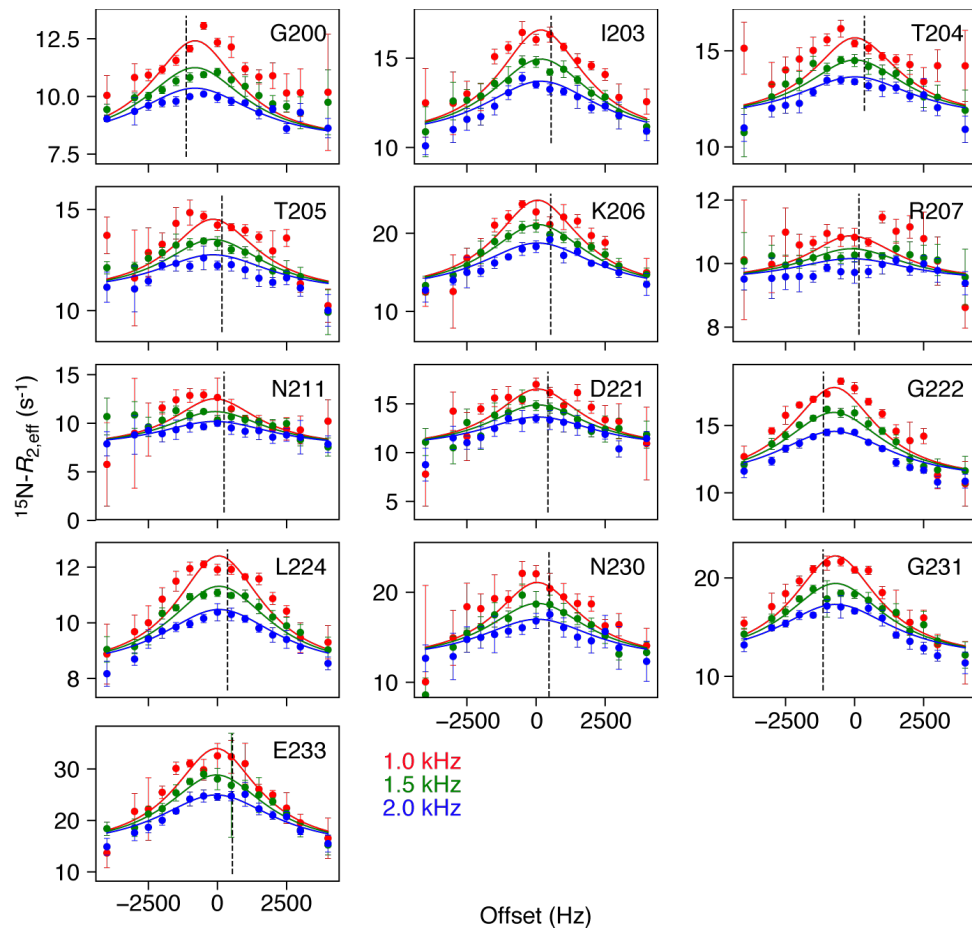 G200
I203
T204
12.5
10.0
7.5
15
10
15
10
T205
K206
R207
15
10
20
10
12
10
8
N211
D221
G222
15
10
5
0
15
10
5
15
10
L224
N230
G231
12
10
8
20
10
20
10
E233
30
20
10
−2500 0 2500
−2500 0 2500
−2500 0 2500
1.0 kHz
1.5 kHz
2.0 kHz
¹⁵N-R₂,eff (s⁻¹)
Offset (Hz)